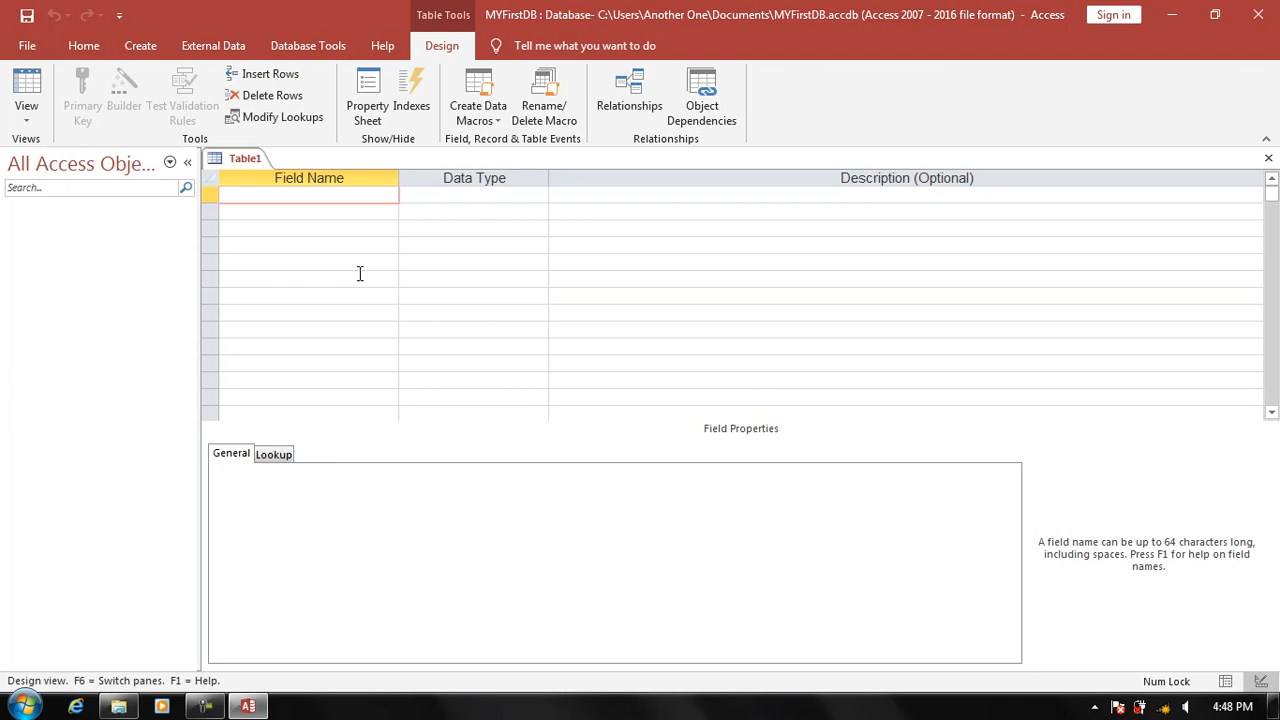 Table Tools
MYFirstDB : Database- C:\Users\Another One\Documents\MYFirstDB.accdb (Access 2007 - 2016 file format) - Access
Sign in
File
Home
Create
External Data
Database Tools
Help
Design
Tell me what you want to do
View
Primary Key
Builder
Test Validation Rules
Insert Rows
Delete Rows
Modify Lookups
Property Sheet
Indexes
Create Data Macros
Rename/ Delete Macro
Relationships
Object Dependencies
Views
Tools
Show/Hide
Field, Record & Table Events
Relationships
All Access Obje...
Search...
Table1
Field Name
Data Type
Description (Optional)
Field Properties
General
Lookup
A field name can be up to 64 characters long,
including spaces. Press F1 for help on field
names.
Design view. F6 = Switch panes. F1 = Help.
Num Lock
4:48 PM